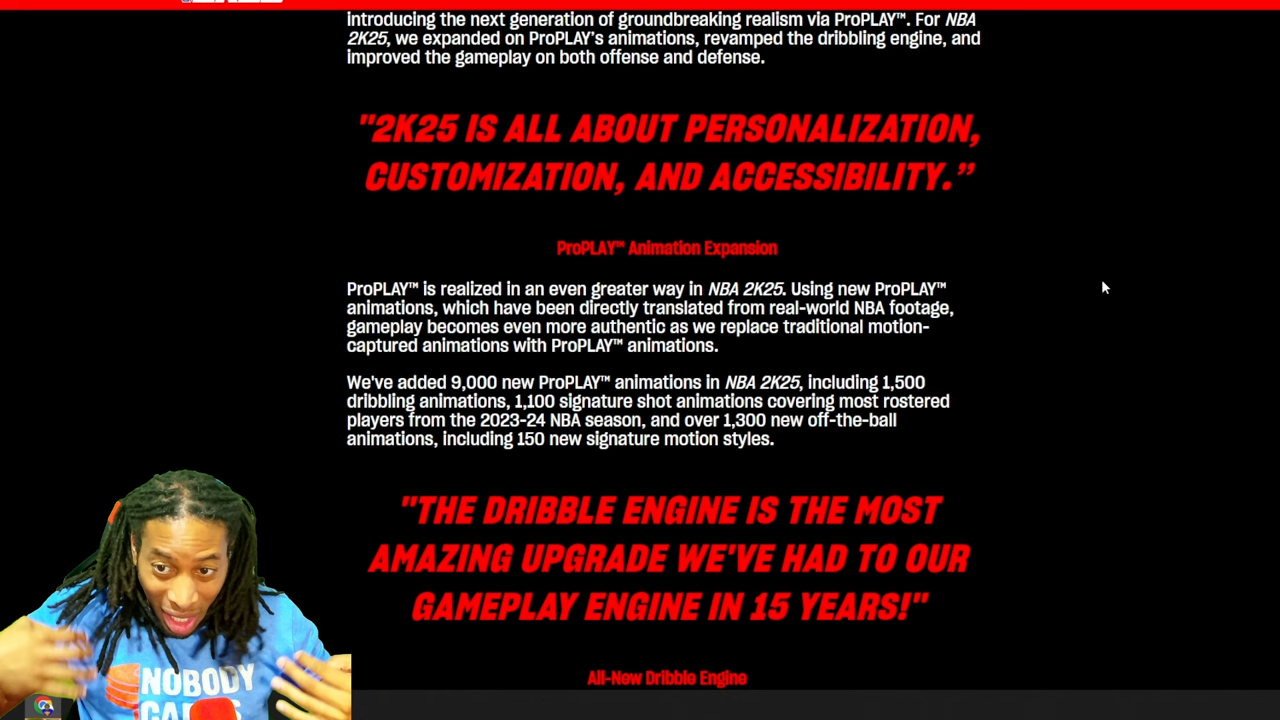 introducing the next generation of groundbreaking realism via ProPLAY™. For NBA
2K25, we expanded on ProPLAY's animations, revamped the dribbling engine, and
improved the gameplay on both offense and defense.
"2K25 IS ALL ABOUT PERSONALIZATION,
CUSTOMIZATION, AND ACCESSIBILITY.”
ProPLAY™ Animation Expansion
ProPLAY™ is realized in an even greater way in NBA 2K25. Using new ProPLAY™
animations, which have been directly translated from real-world NBA footage,
gameplay becomes even more authentic as we replace traditional motion-
captured animations with ProPLAY™ animations.
We've added 9,000 new ProPLAY™ animations in NBA 2K25, including 1,500
dribbling animations, 1,100 signature shot animations covering most rostered
players from the 2023-24 NBA season, and over 1,300 new off-the-ball
animations, including 150 new signature motion styles.
"THE DRIBBLE ENGINE IS THE MOST
AMAZING UPGRADE WE'VE HAD TO OUR
GAMEPLAY ENGINE IN 15 YEARS!"
All-New Dribble Engine
NOBODY